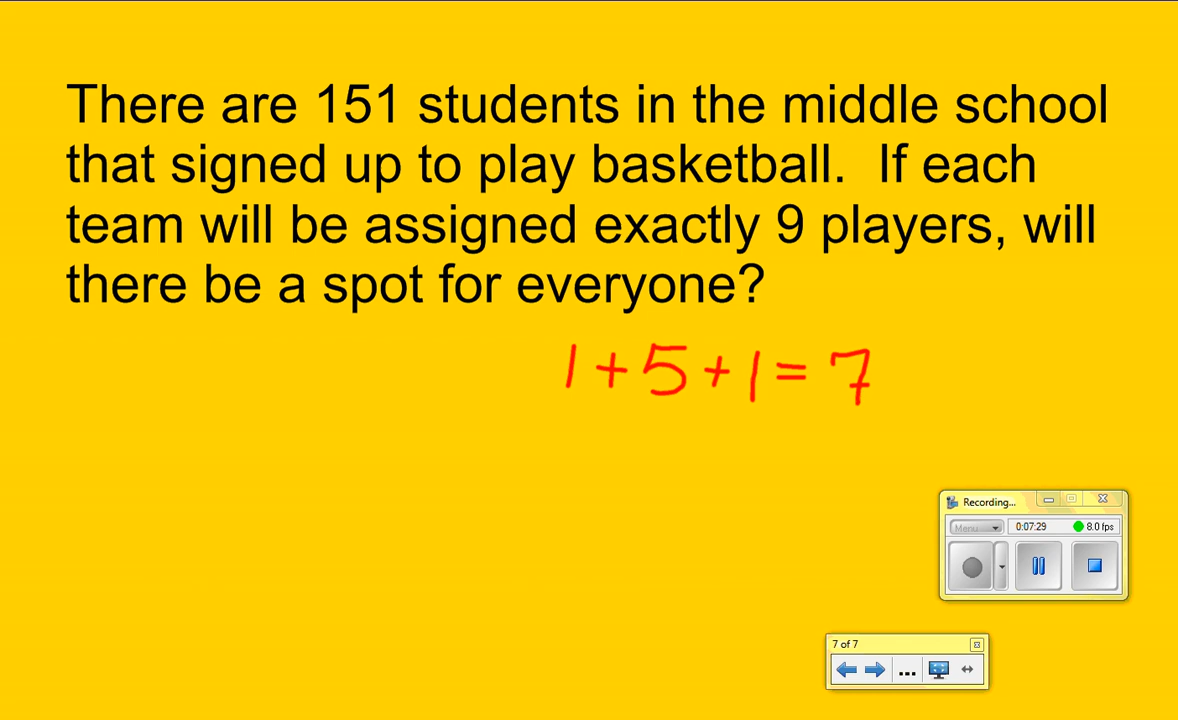 There are 151 students in the middle school
that signed up to play basketball. If each
team will be assigned exactly 9 players, will
there be a spot for everyone?
1+5+1=7
Recording...
Menu 0:07:29 8.0 fps
7 of 7
...